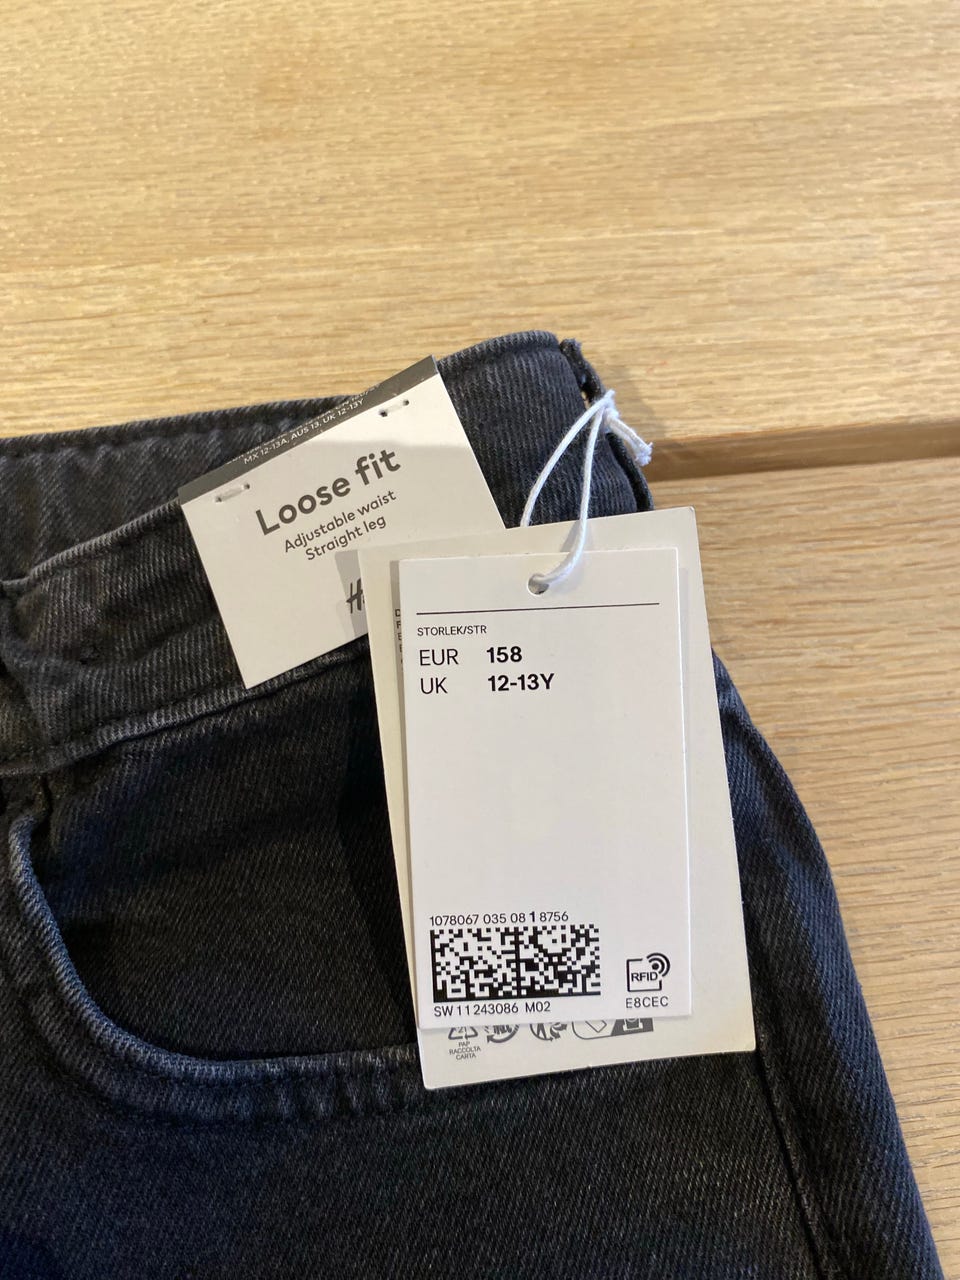 MX 12-13A, AUS 13, UK 12-13Y
Loose fit
Adjustable waist
Straight leg
STORLEK/STR
EUR 158
UK 12-13Y
1078067 035 08 1 8756
RFID
SW 11 243086 M02
E8CEC
PAP
RACCOLTA
CARTA